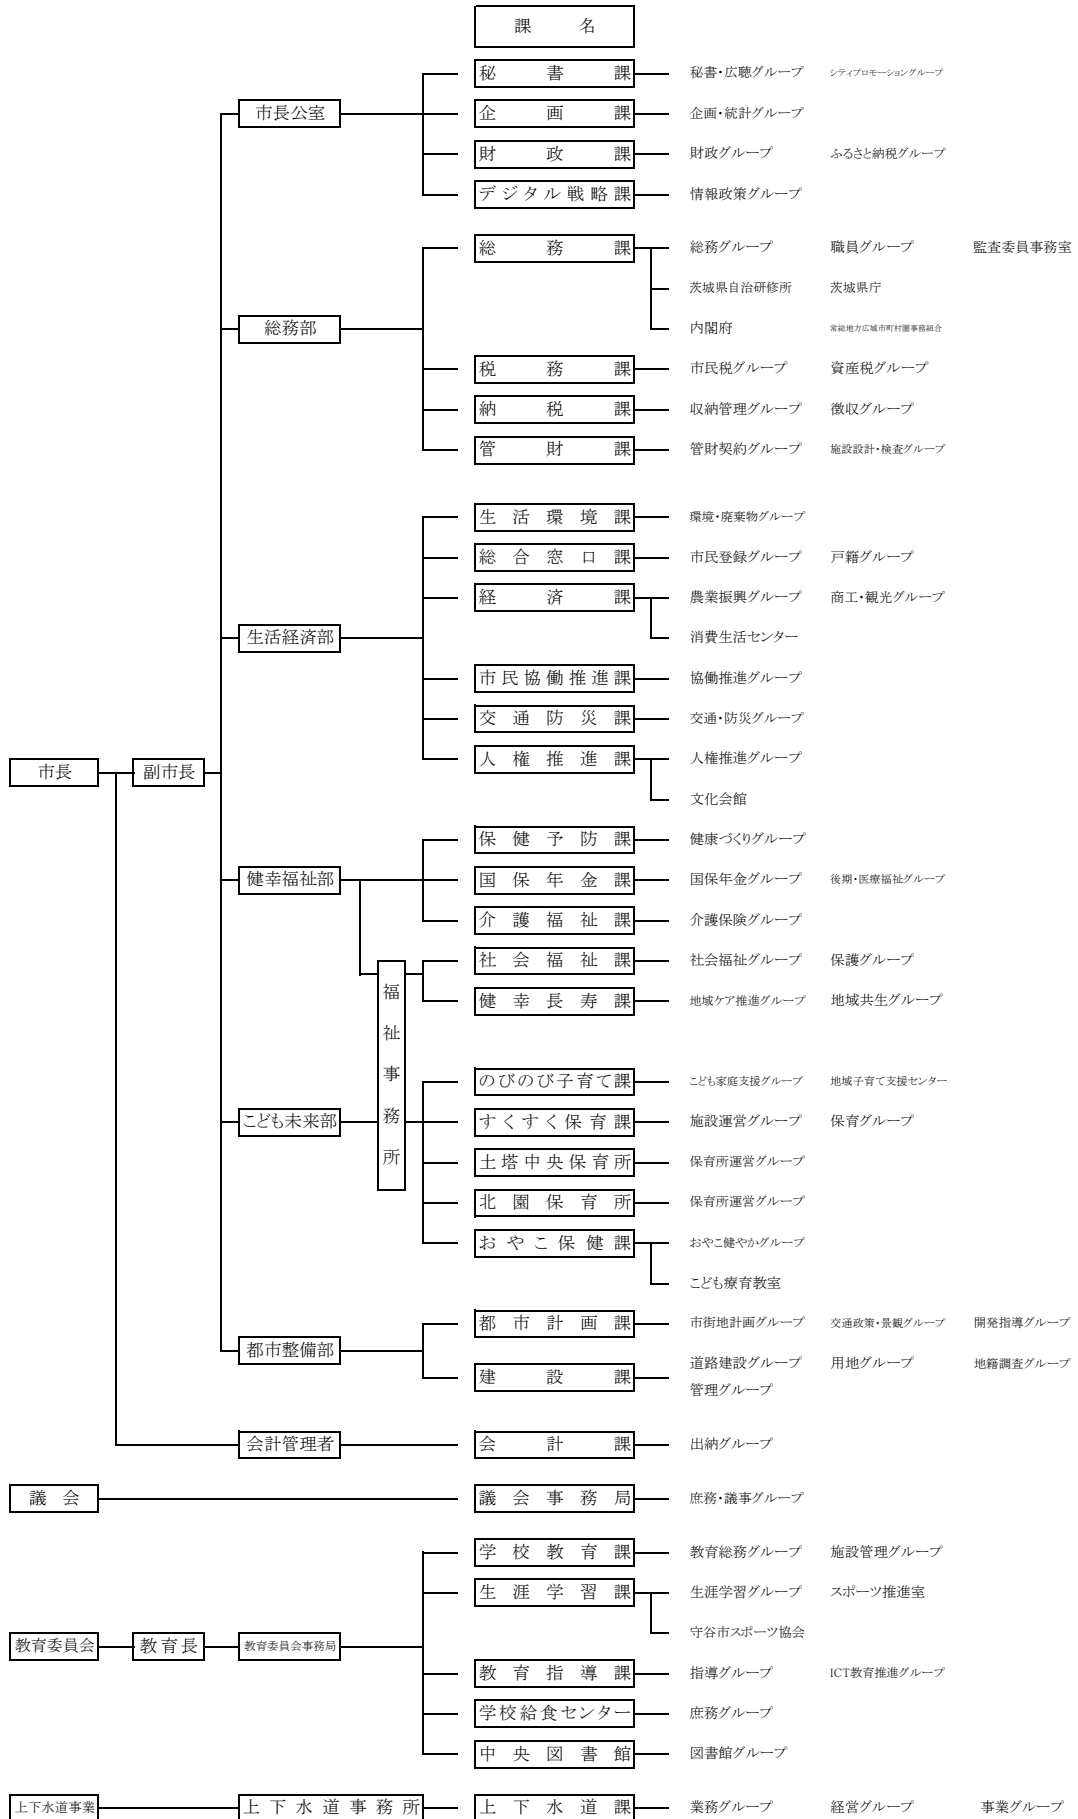 課　名
秘書課　秘書・広聴グループ　シティプロモーショングループ
市長公室　企画課　企画・統計グループ
財政課　財政グループ　ふるさと納税グループ
デジタル戦略課　情報政策グループ
総務課　総務グループ　職員グループ　監査委員事務室
茨城県自治研修所　茨城県庁
総務部　内閣府　常総地方広域市町村圏事務組合
税務課　市民税グループ　資産税グループ
納税課　収納管理グループ　徴収グループ
管財課　管財契約グループ　施設設計・検査グループ
生活環境課　環境・廃棄物グループ
総合窓口課　市民登録グループ　戸籍グループ
経済課　農業振興グループ　商工・観光グループ
生活経済部　消費生活センター
市民協働推進課　協働推進グループ
交通防災課　交通・防災グループ
人権推進課　人権推進グループ
市長　副市長
文化会館
保健予防課　健康づくりグループ
健幸福祉部　国保年金課　国保年金グループ　後期・医療福祉グループ
介護福祉課　介護保険グループ
社会福祉課　社会福祉グループ　保護グループ
福祉事務所
健幸長寿課　地域ケア推進グループ　地域共生グループ
のびのび子育て課　こども家庭支援グループ　地域子育て支援センター
こども未来部　すくすく保育課　施設運営グループ　保育グループ
土塔中央保育所　保育所運営グループ
北園保育所　保育所運営グループ
おやこ保健課　おやこ健やかグループ
こども療育教室
都市計画課　市街地計画グループ　交通政策・景観グループ　開発指導グループ
都市整備部
建設課　道路建設グループ　用地グループ　地籍調査グループ
管理グループ
会計管理者　会計課　出納グループ
議会　議会事務局　庶務・議事グループ
学校教育課　教育総務グループ　施設管理グループ
生涯学習課　生涯学習グループ　スポーツ推進室
守谷市スポーツ協会
教育委員会　教育長　教育委員会事務局
教育指導課　指導グループ　ICT教育推進グループ
学校給食センター　庶務グループ
中央図書館　図書館グループ
上下水道事業　上下水道事務所　上下水道課　業務グループ　経営グループ　事業グループ